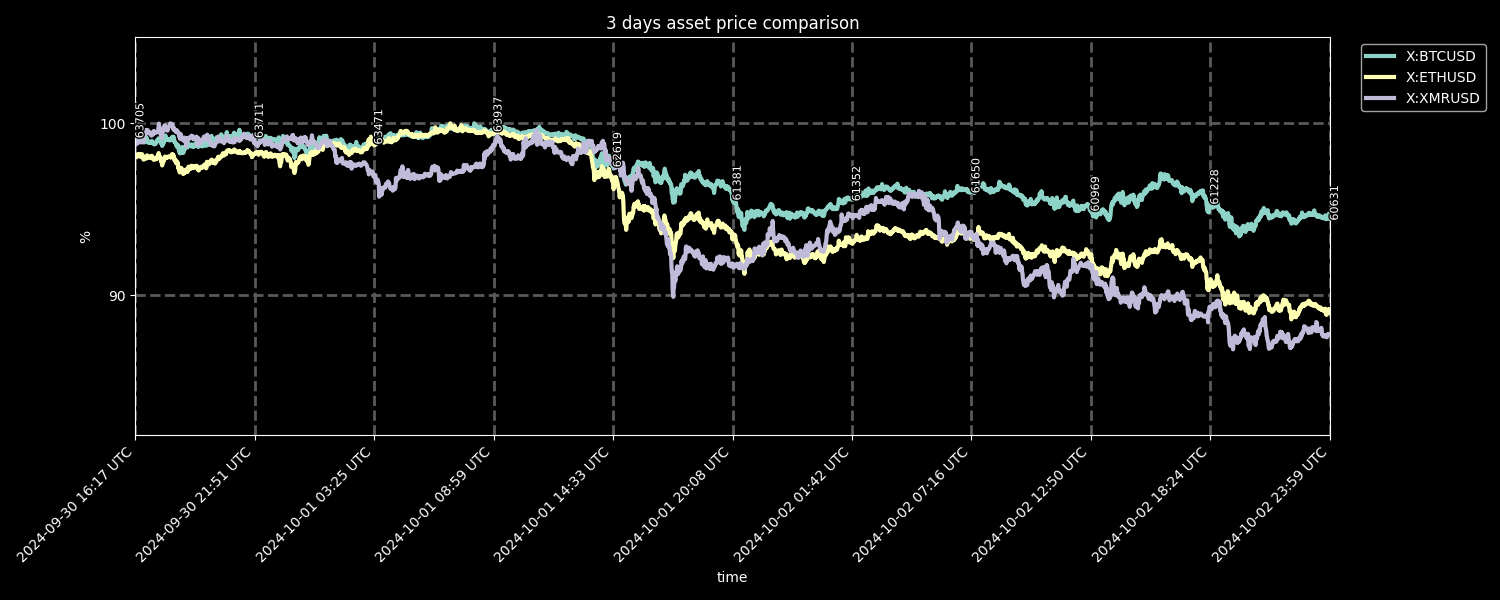 3 days asset price comparison
X:BTCUSD
X:ETHUSD
X:XMRUSD
100
90
%
63705
63711
63471
63937
62619
61381
61352
61650
60969
61228
60631
2024-09-30 16:17 UTC
2024-09-30 21:51 UTC
2024-10-01 03:25 UTC
2024-10-01 08:59 UTC
2024-10-01 14:33 UTC
2024-10-01 20:08 UTC
2024-10-02 01:42 UTC
2024-10-02 07:16 UTC
2024-10-02 12:50 UTC
2024-10-02 18:24 UTC
2024-10-02 23:59 UTC
time